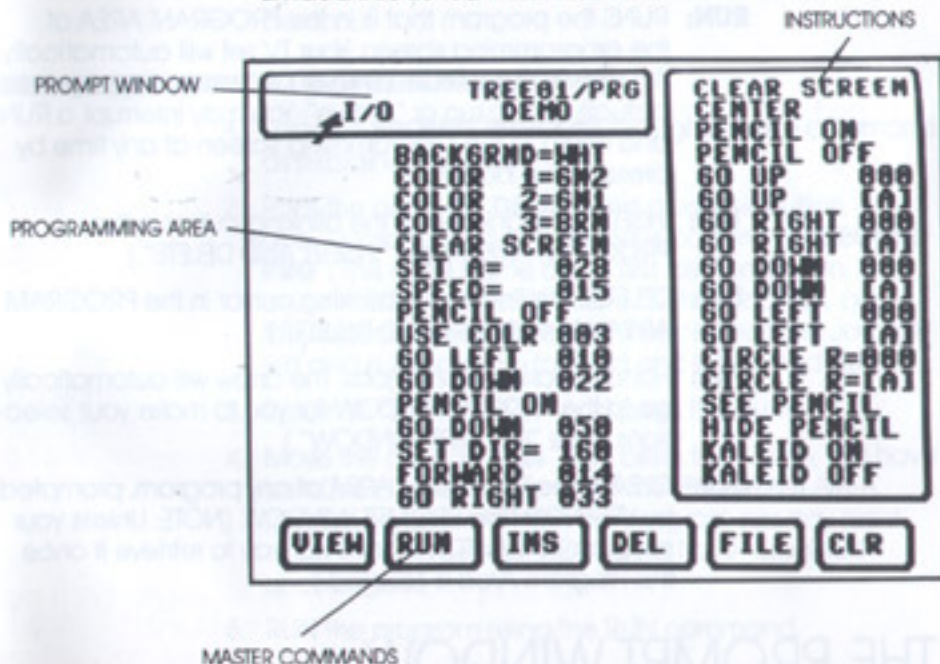 INSTRUCTIONS
PROMPT WINDOW
I/O TREE01/PRG
DEMO
BACKGRND=WHT
COLOR 1=GN2
COLOR 2=GN1
COLOR 3=BRN
CLEAR SCREEN
SET A= 028
SPEED= 015
PENCIL OFF
USE COLR 003
GO LEFT 010
GO DOWN 022
PENCIL ON
GO DOWN 050
SET DIR= 160
FORWARD 014
GO RIGHT 033
PROGRAMMING AREA
CLEAR SCREEN
CENTER
PENCIL ON
PENCIL OFF
GO UP 000
GO UP [A]
GO RIGHT 000
GO RIGHT [A]
GO DOWN 000
GO DOWN [A]
GO LEFT 000
GO LEFT [A]
CIRCLE R=000
CIRCLE R=[A]
SEE PENCIL
HIDE PENCIL
KALEID ON
KALEID OFF
VIEW RUN INS DEL FILE CLR
MASTER COMMANDS